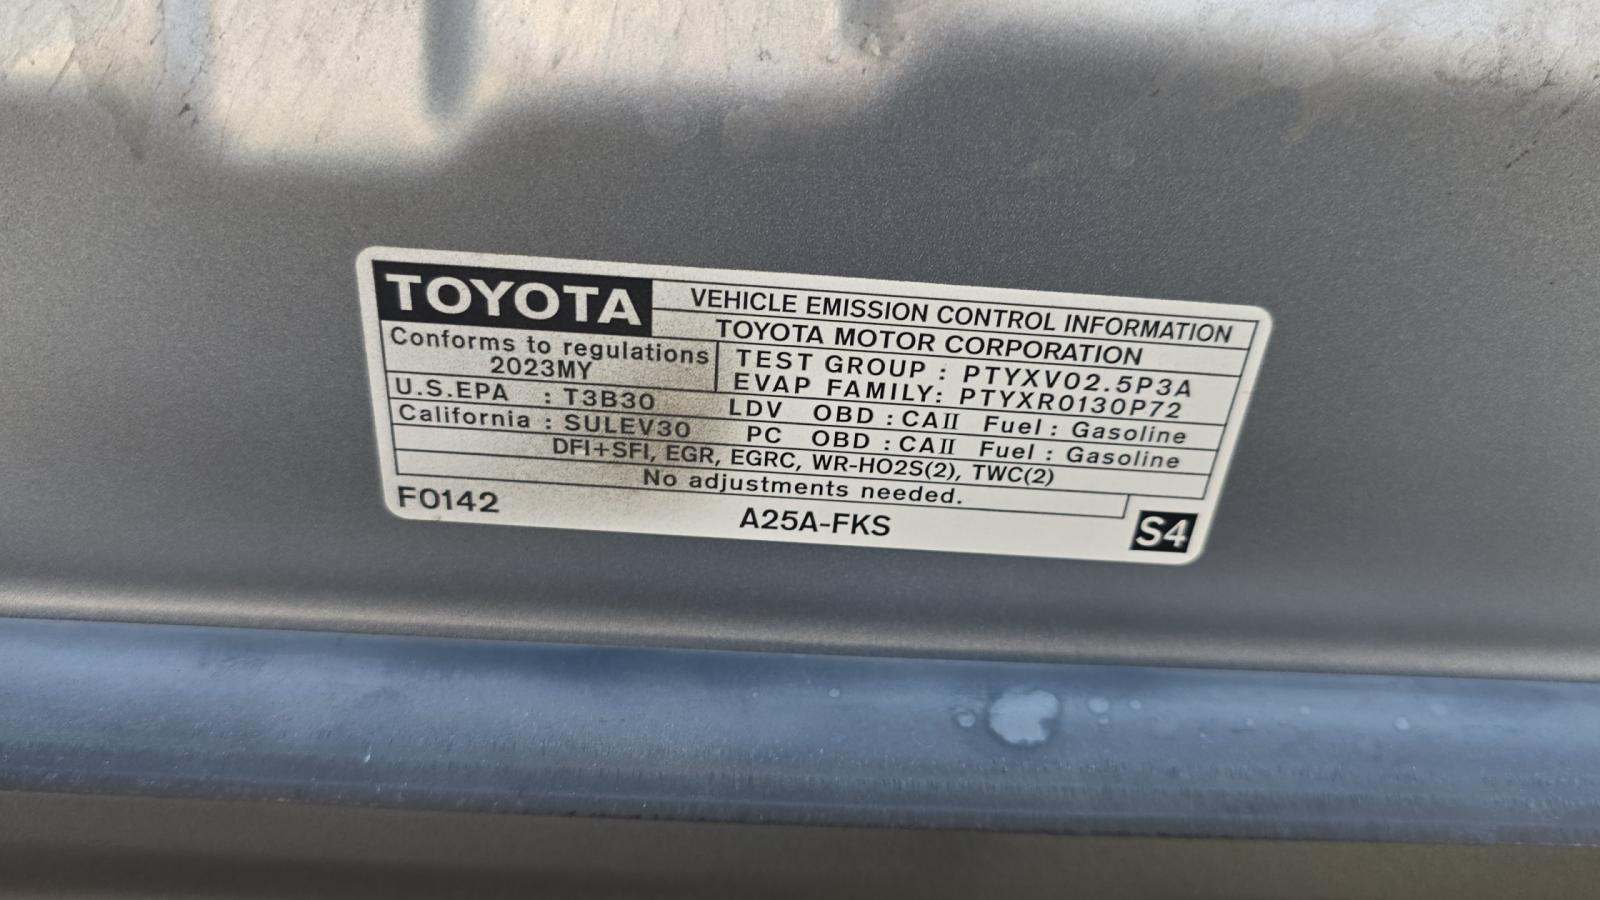 TOYOTA
VEHICLE EMISSION CONTROL INFORMATION
TOYOTA MOTOR CORPORATION
Conforms to regulations
2023MY
TEST GROUP : PTYXV02.5P3A
EVAP FAMILY: PTYXR0130P72
U.S.EPA : T3B30 LDV OBD : CAII Fuel : Gasoline
California : SULEV30 PC OBD : CAII Fuel : Gasoline
DFI+SFI, EGR, EGRC, WR-HO2S(2), TWC(2)
No adjustments needed.
F0142 A25A-FKS S4